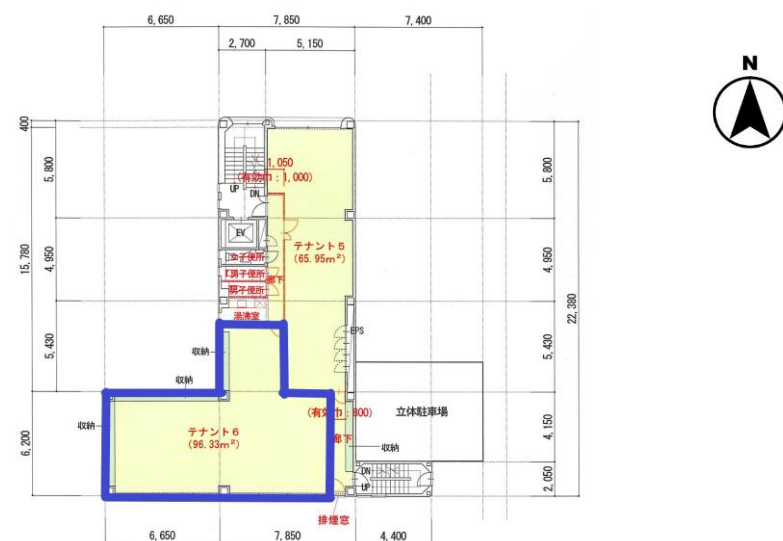 6,650
7,850
7,400
2,700
5,150
N
400
5,800
4,950
15,780
5,430
6,200
1,050
(有効巾:1,000)
UP
DN
EV
テナント5
(65.95m²)
女子便所
男子便所
廊下
湯沸室
EPS
収納
収納
収納
テナント6
(96.33m²)
(有効巾:800)
廊下
収納
立体駐車場
DN
UP
排煙窓
5,800
4,950
5,430
4,150
2,050
22,380
6,650
7,850
4,400